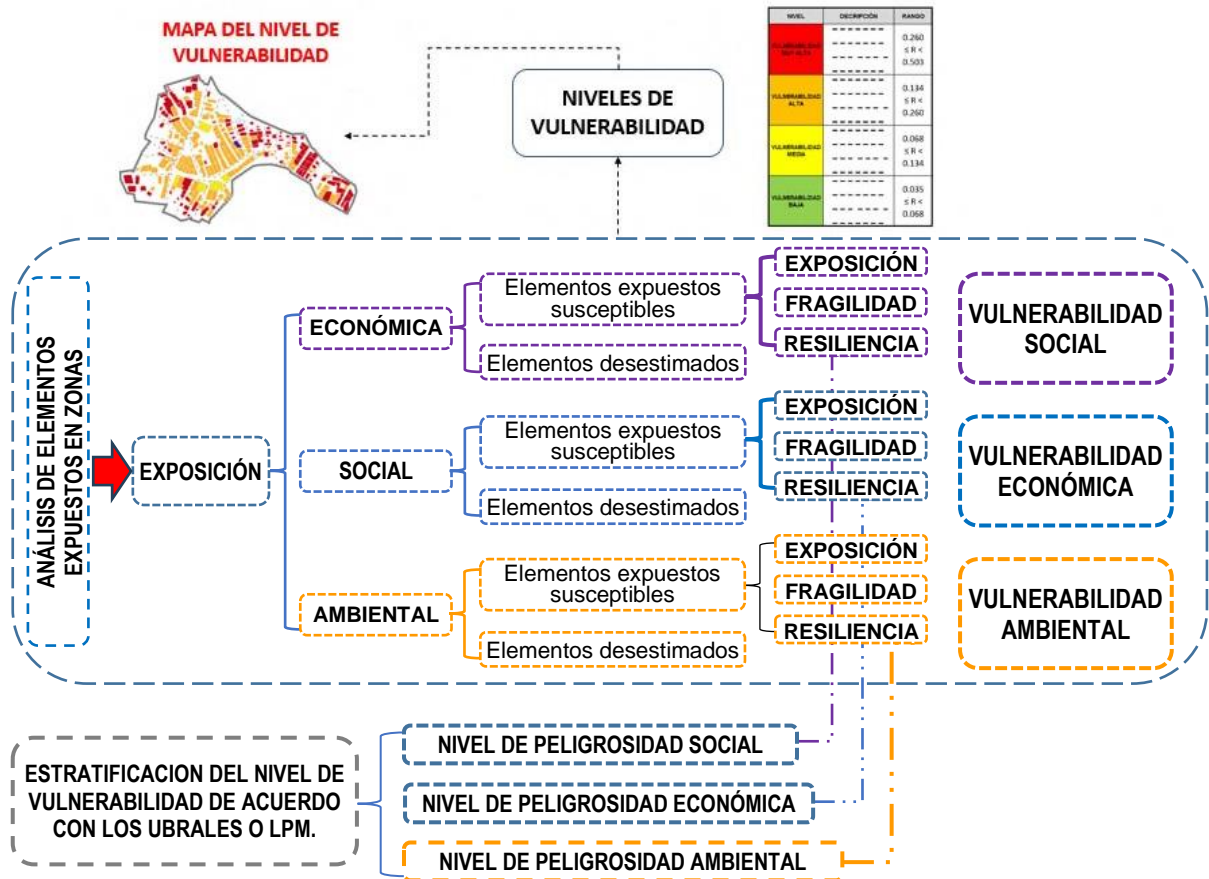 MAPA DEL NIVEL DE
VULNERABILIDAD
NIVELES DE
VULNERABILIDAD
NIVEL DECRIPCIÓN RANGO
VULNERABILIDAD
MUY ALTA
0.260
≤ R <
0.503
VULNERABILIDAD
ALTA
0.134
≤ R <
0.260
VULNERABILIDAD
MEDIA
0.068
≤ R <
0.134
VULNERABILIDAD
BAJA
0.035
≤ R <
0.068
ANÁLISIS DE ELEMENTOS
EXPUESTOS EN ZONAS
EXPOSICIÓN
ECONÓMICA
Elementos expuestos
susceptibles
Elementos desestimados
EXPOSICIÓN
FRAGILIDAD
RESILIENCIA
VULNERABILIDAD
SOCIAL
SOCIAL
Elementos expuestos
susceptibles
Elementos desestimados
EXPOSICIÓN
FRAGILIDAD
RESILIENCIA
VULNERABILIDAD
ECONÓMICA
AMBIENTAL
Elementos expuestos
susceptibles
Elementos desestimados
EXPOSICIÓN
FRAGILIDAD
RESILIENCIA
VULNERABILIDAD
AMBIENTAL
ESTRATIFICACION DEL NIVEL DE
VULNERABILIDAD DE ACUERDO
CON LOS UBRALES O LPM.
NIVEL DE PELIGROSIDAD SOCIAL
NIVEL DE PELIGROSIDAD ECONÓMICA
NIVEL DE PELIGROSIDAD AMBIENTAL